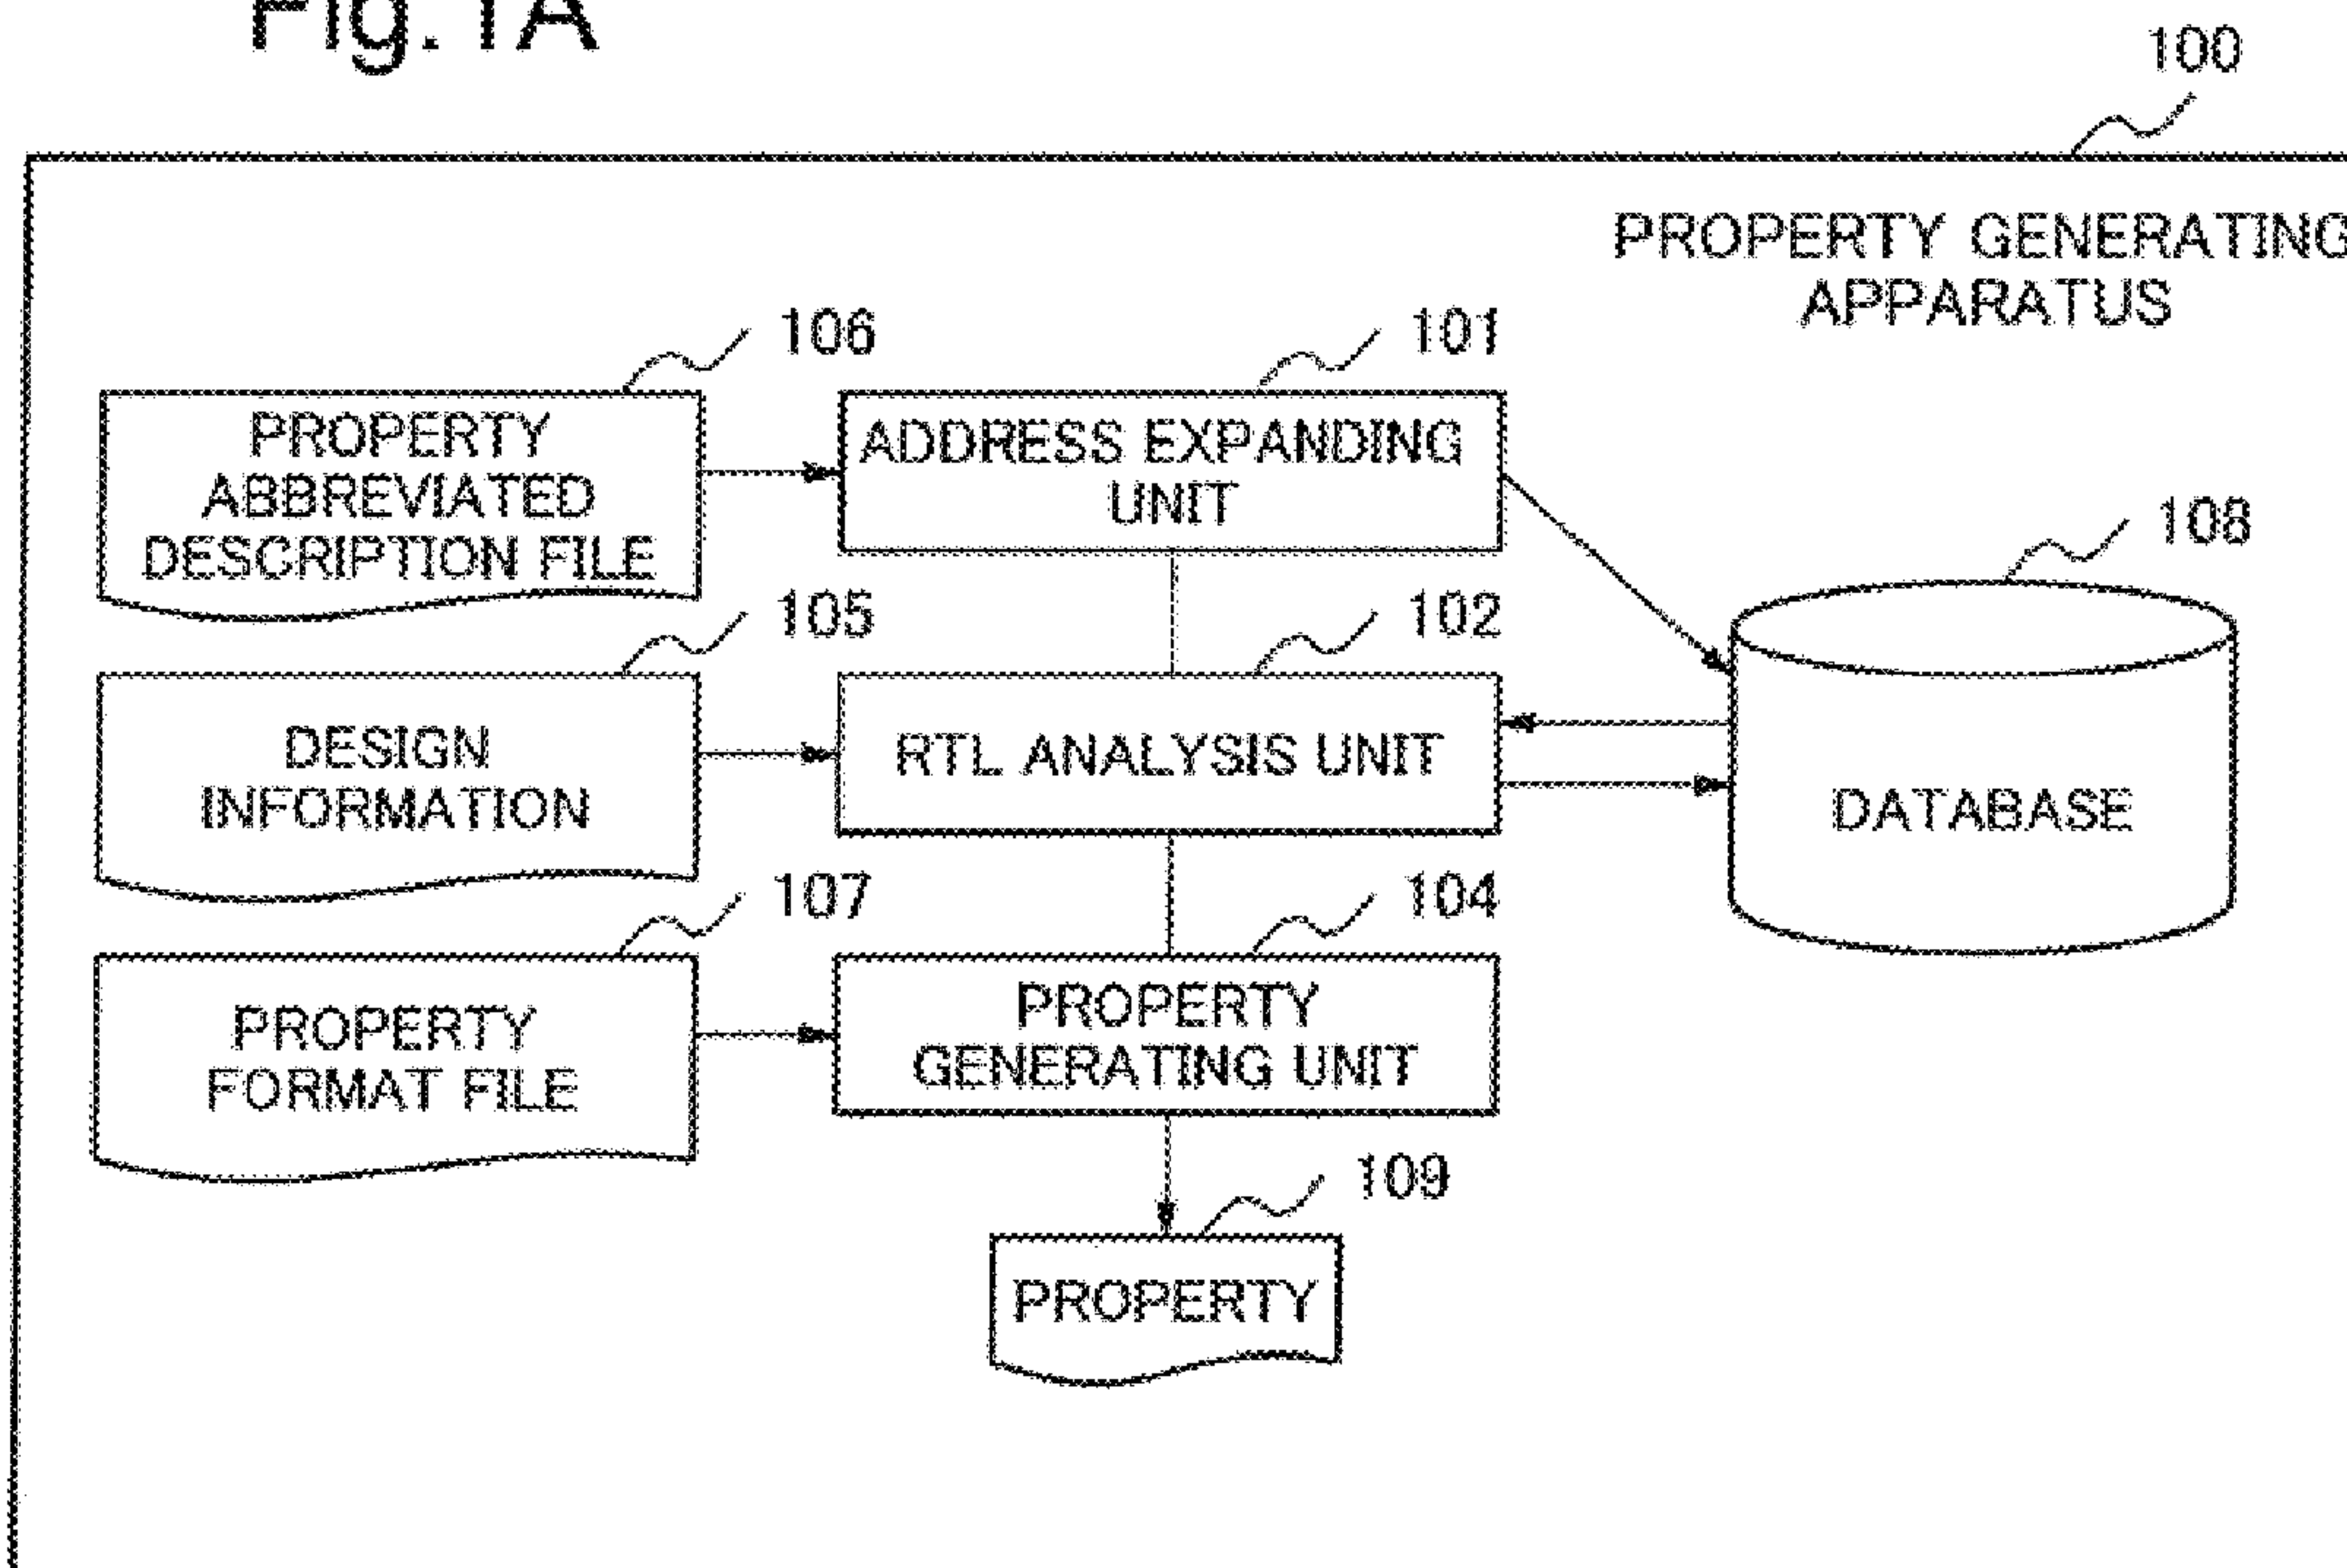 Fig.1A
100
PROPERTY GENERATING
APPARATUS
106
101
PROPERTY
ABBREVIATED
DESCRIPTION FILE
ADDRESS EXPANDING
UNIT
108
105
102
DESIGN
INFORMATION
RTL ANALYSIS UNIT
DATABASE
107
104
PROPERTY
FORMAT FILE
PROPERTY
GENERATING UNIT
109
PROPERTY